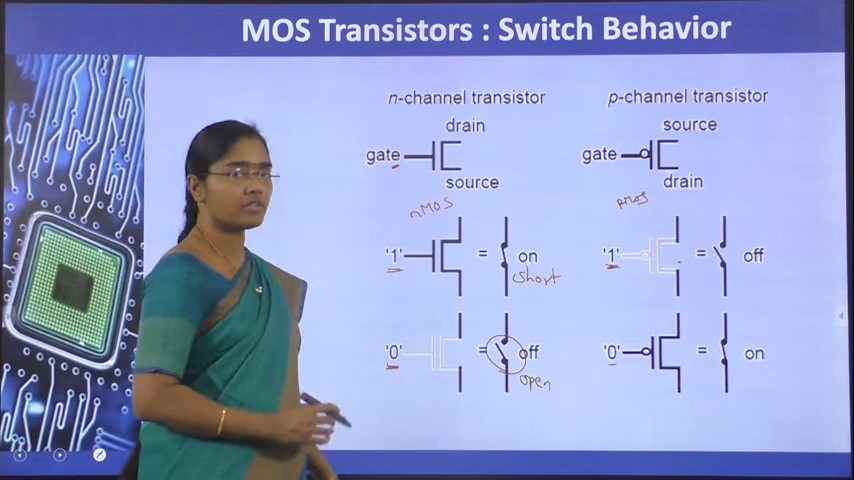 MOS Transistors : Switch Behavior
n-channel transistor
drain
gate
source
nMOS
'1' = on
short
'0' = off
open
p-channel transistor
source
gate
drain
pMOS
'1' = off
'0' = on